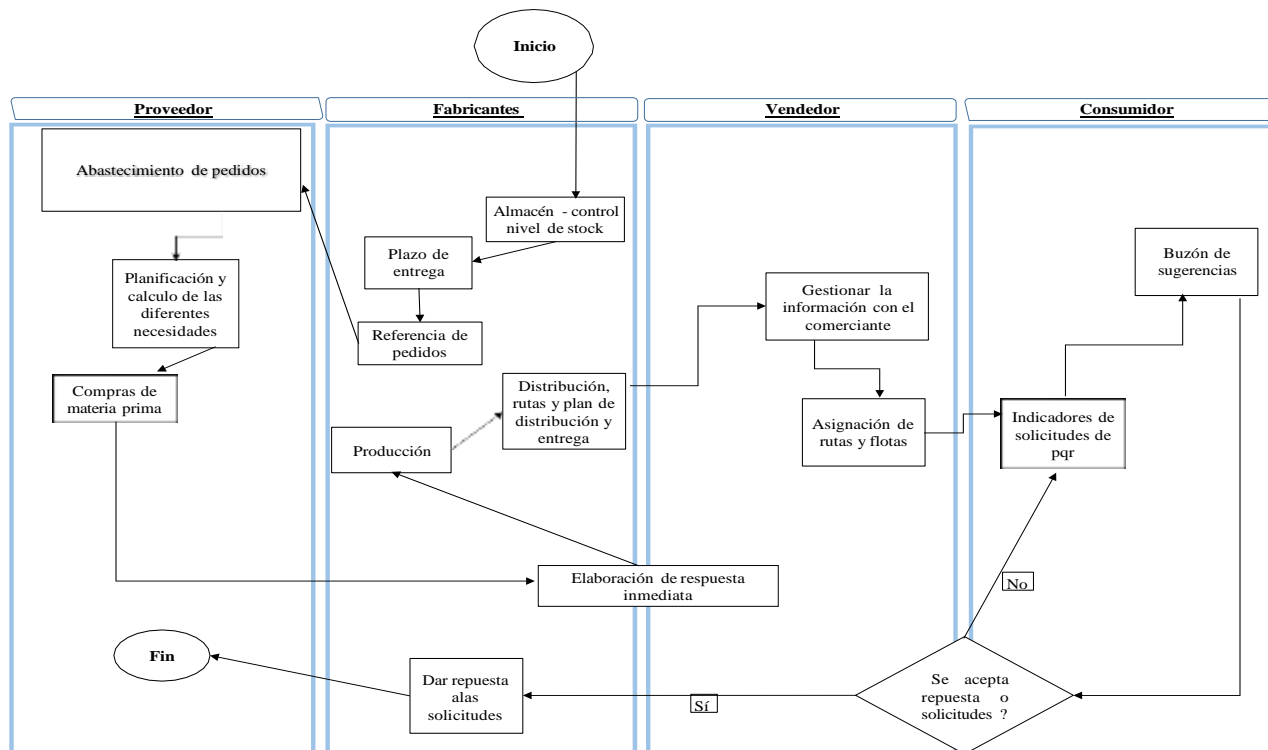 Inicio
Proveedor
Fabricantes
Vendedor
Consumidor
Abastecimiento de pedidos
Almacén - control
nivel de stock
Plazo de
entrega
Referencia de
pedidos
Planificación y
calculo de las
diferentes
necesidades
Compras de
materia prima
Gestionar la
información con el
comerciante
Buzón de
sugerencias
Distribución,
rutas y plan de
distribución y
entrega
Producción
Asignación de
rutas y flotas
Indicadores de
solicitudes de
pqr
Elaboración de respuesta
inmediata
No
Se acepta
repuesta o
solicitudes ?
Sí
Dar repuesta
alas
solicitudes
Fin